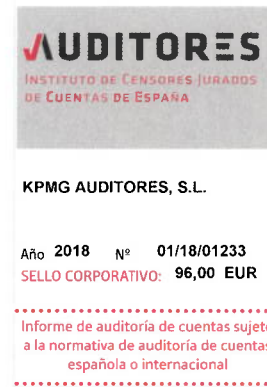 AUDITORES
INSTITUTO DE CENSORES JURADOS
DE CUENTAS DE ESPAÑA
KPMG AUDITORES, S.L.
Año 2018 Nº 01/18/01233
SELLO CORPORATIVO: 96,00 EUR
Informe de auditoría de cuentas sujeto
a la normativa de auditoría de cuentas
española o internacional